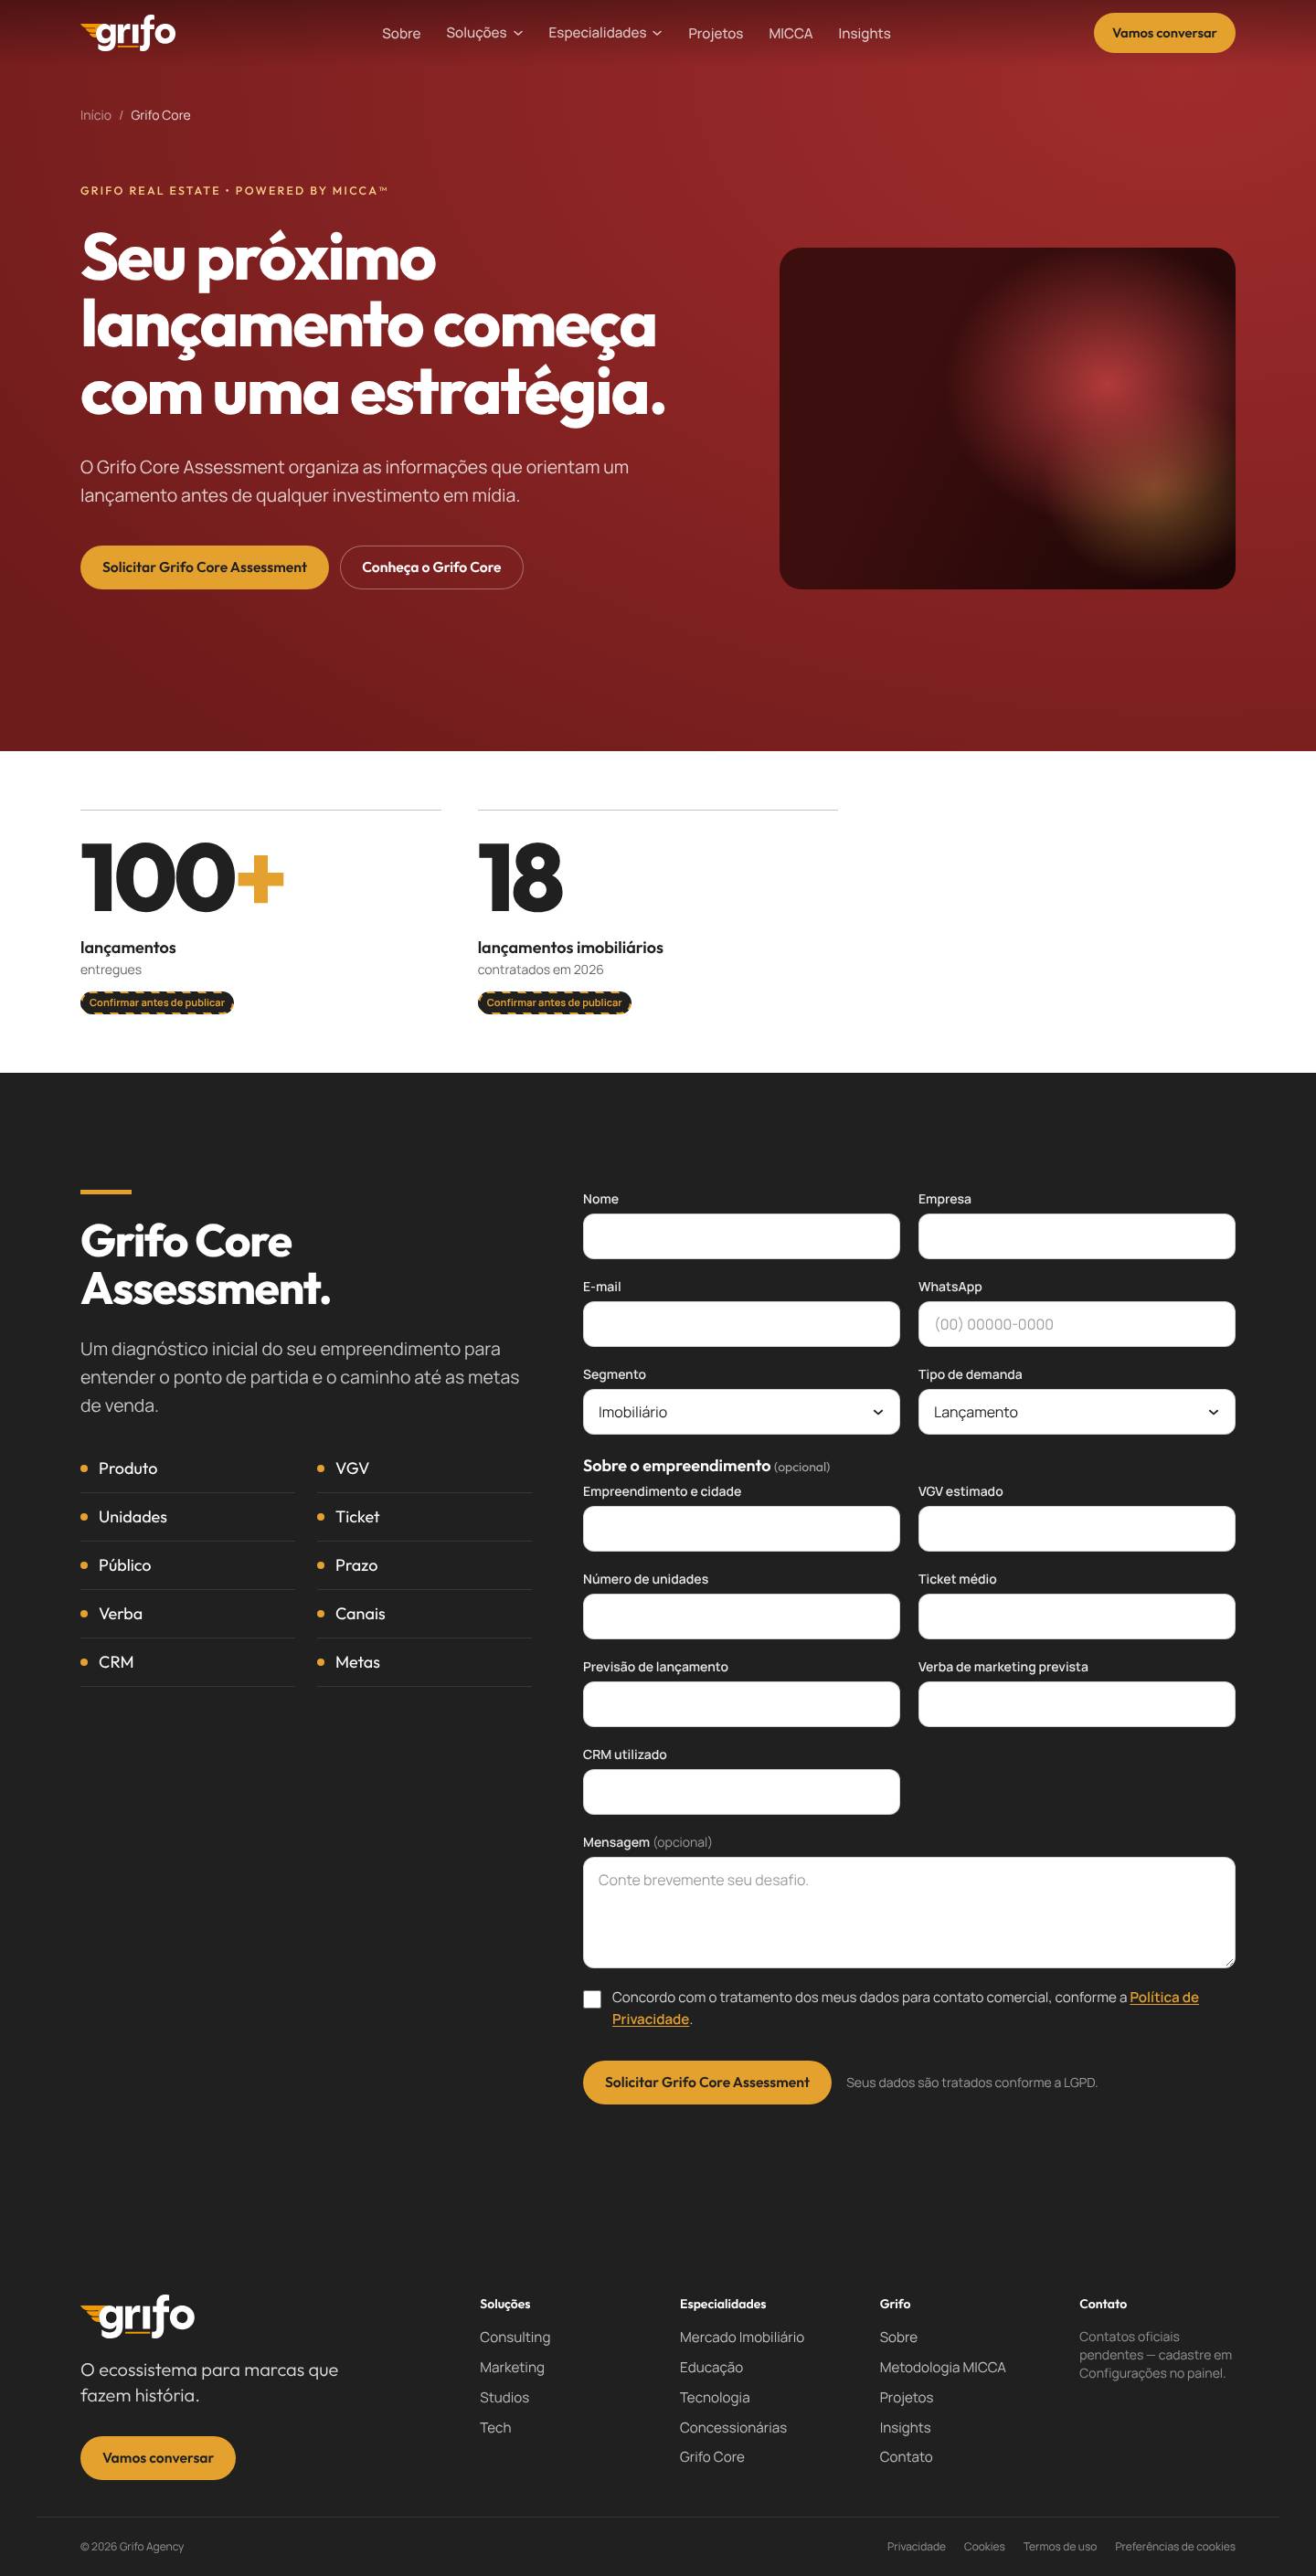 grifo
Sobre
Soluções
Especialidades
Projetos
MICCA
Insights
Vamos conversar
Início / Grifo Core
GRIFO REAL ESTATE • POWERED BY MICCA™
Seu próximo
lançamento começa
com uma estratégia.
O Grifo Core Assessment organiza as informações que orientam um
lançamento antes de qualquer investimento em mídia.
Solicitar Grifo Core Assessment
Conheça o Grifo Core
100+
lançamentos
entregues
Confirmar antes de publicar
18
lançamentos imobiliários
contratados em 2026
Confirmar antes de publicar
Grifo Core
Assessment.
Um diagnóstico inicial do seu empreendimento para
entender o ponto de partida e o caminho até as metas
de venda.
Produto
VGV
Unidades
Ticket
Público
Prazo
Verba
Canais
CRM
Metas
Nome
Empresa
E-mail
WhatsApp
(00) 00000-0000
Segmento
Tipo de demanda
Imobiliário
Lançamento
Sobre o empreendimento (opcional)
Empreendimento e cidade
VGV estimado
Número de unidades
Ticket médio
Previsão de lançamento
Verba de marketing prevista
CRM utilizado
Mensagem (opcional)
Conte brevemente seu desafio.
Concordo com o tratamento dos meus dados para contato comercial, conforme a Política de
Privacidade.
Solicitar Grifo Core Assessment
Seus dados são tratados conforme a LGPD.
grifo
O ecossistema para marcas que
fazem história.
Vamos conversar
Soluções
Consulting
Marketing
Studios
Tech
Especialidades
Mercado Imobiliário
Educação
Tecnologia
Concessionárias
Grifo Core
Grifo
Sobre
Metodologia MICCA
Projetos
Insights
Contato
Contato
Contatos oficiais
pendentes — cadastre em
Configurações no painel.
© 2026 Grifo Agency
Privacidade
Cookies
Termos de uso
Preferências de cookies